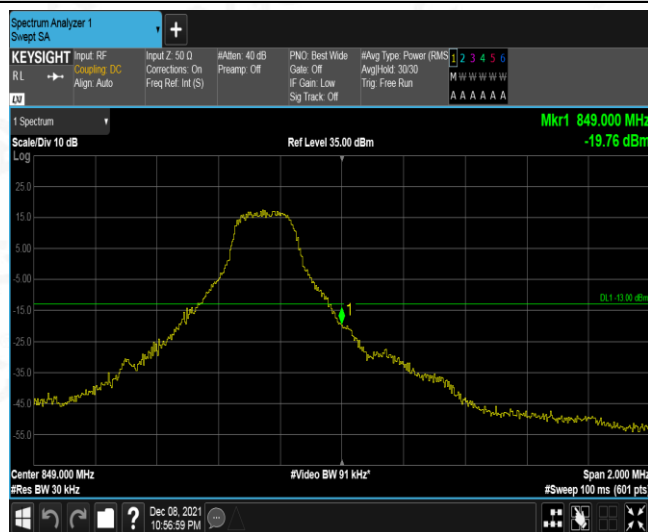 Spectrum Analyzer 1
Swept SA
+
KEYSIGHT
RL
LXI
Input: RF
Coupling: DC
Align: Auto
Input Z: 50 Ω
Corrections: On
Freq Ref: Int (S)
#Atten: 40 dB
Preamp: Off
PNO: Best Wide
Gate: Off
IF Gain: Low
Sig Track: Off
#Avg Type: Power (RMS
Avg|Hold: 30/30
Trig: Free Run
1 2 3 4 5 6
M W W W W W
A A A A A A
1 Spectrum
Mkr1 849.000 MHz
Scale/Div 10 dB
Ref Level 35.00 dBm
-19.76 dBm
Log
25.0
15.0
5.00
-5.00
DL1 -13.00 dBm
1
-15.0
-25.0
-35.0
-45.0
-55.0
Center 849.000 MHz
#Video BW 91 kHz*
Span 2.000 MHz
#Res BW 30 kHz
#Sweep 100 ms (601 pts)
?
Dec 08, 2021
10:56:59 PM